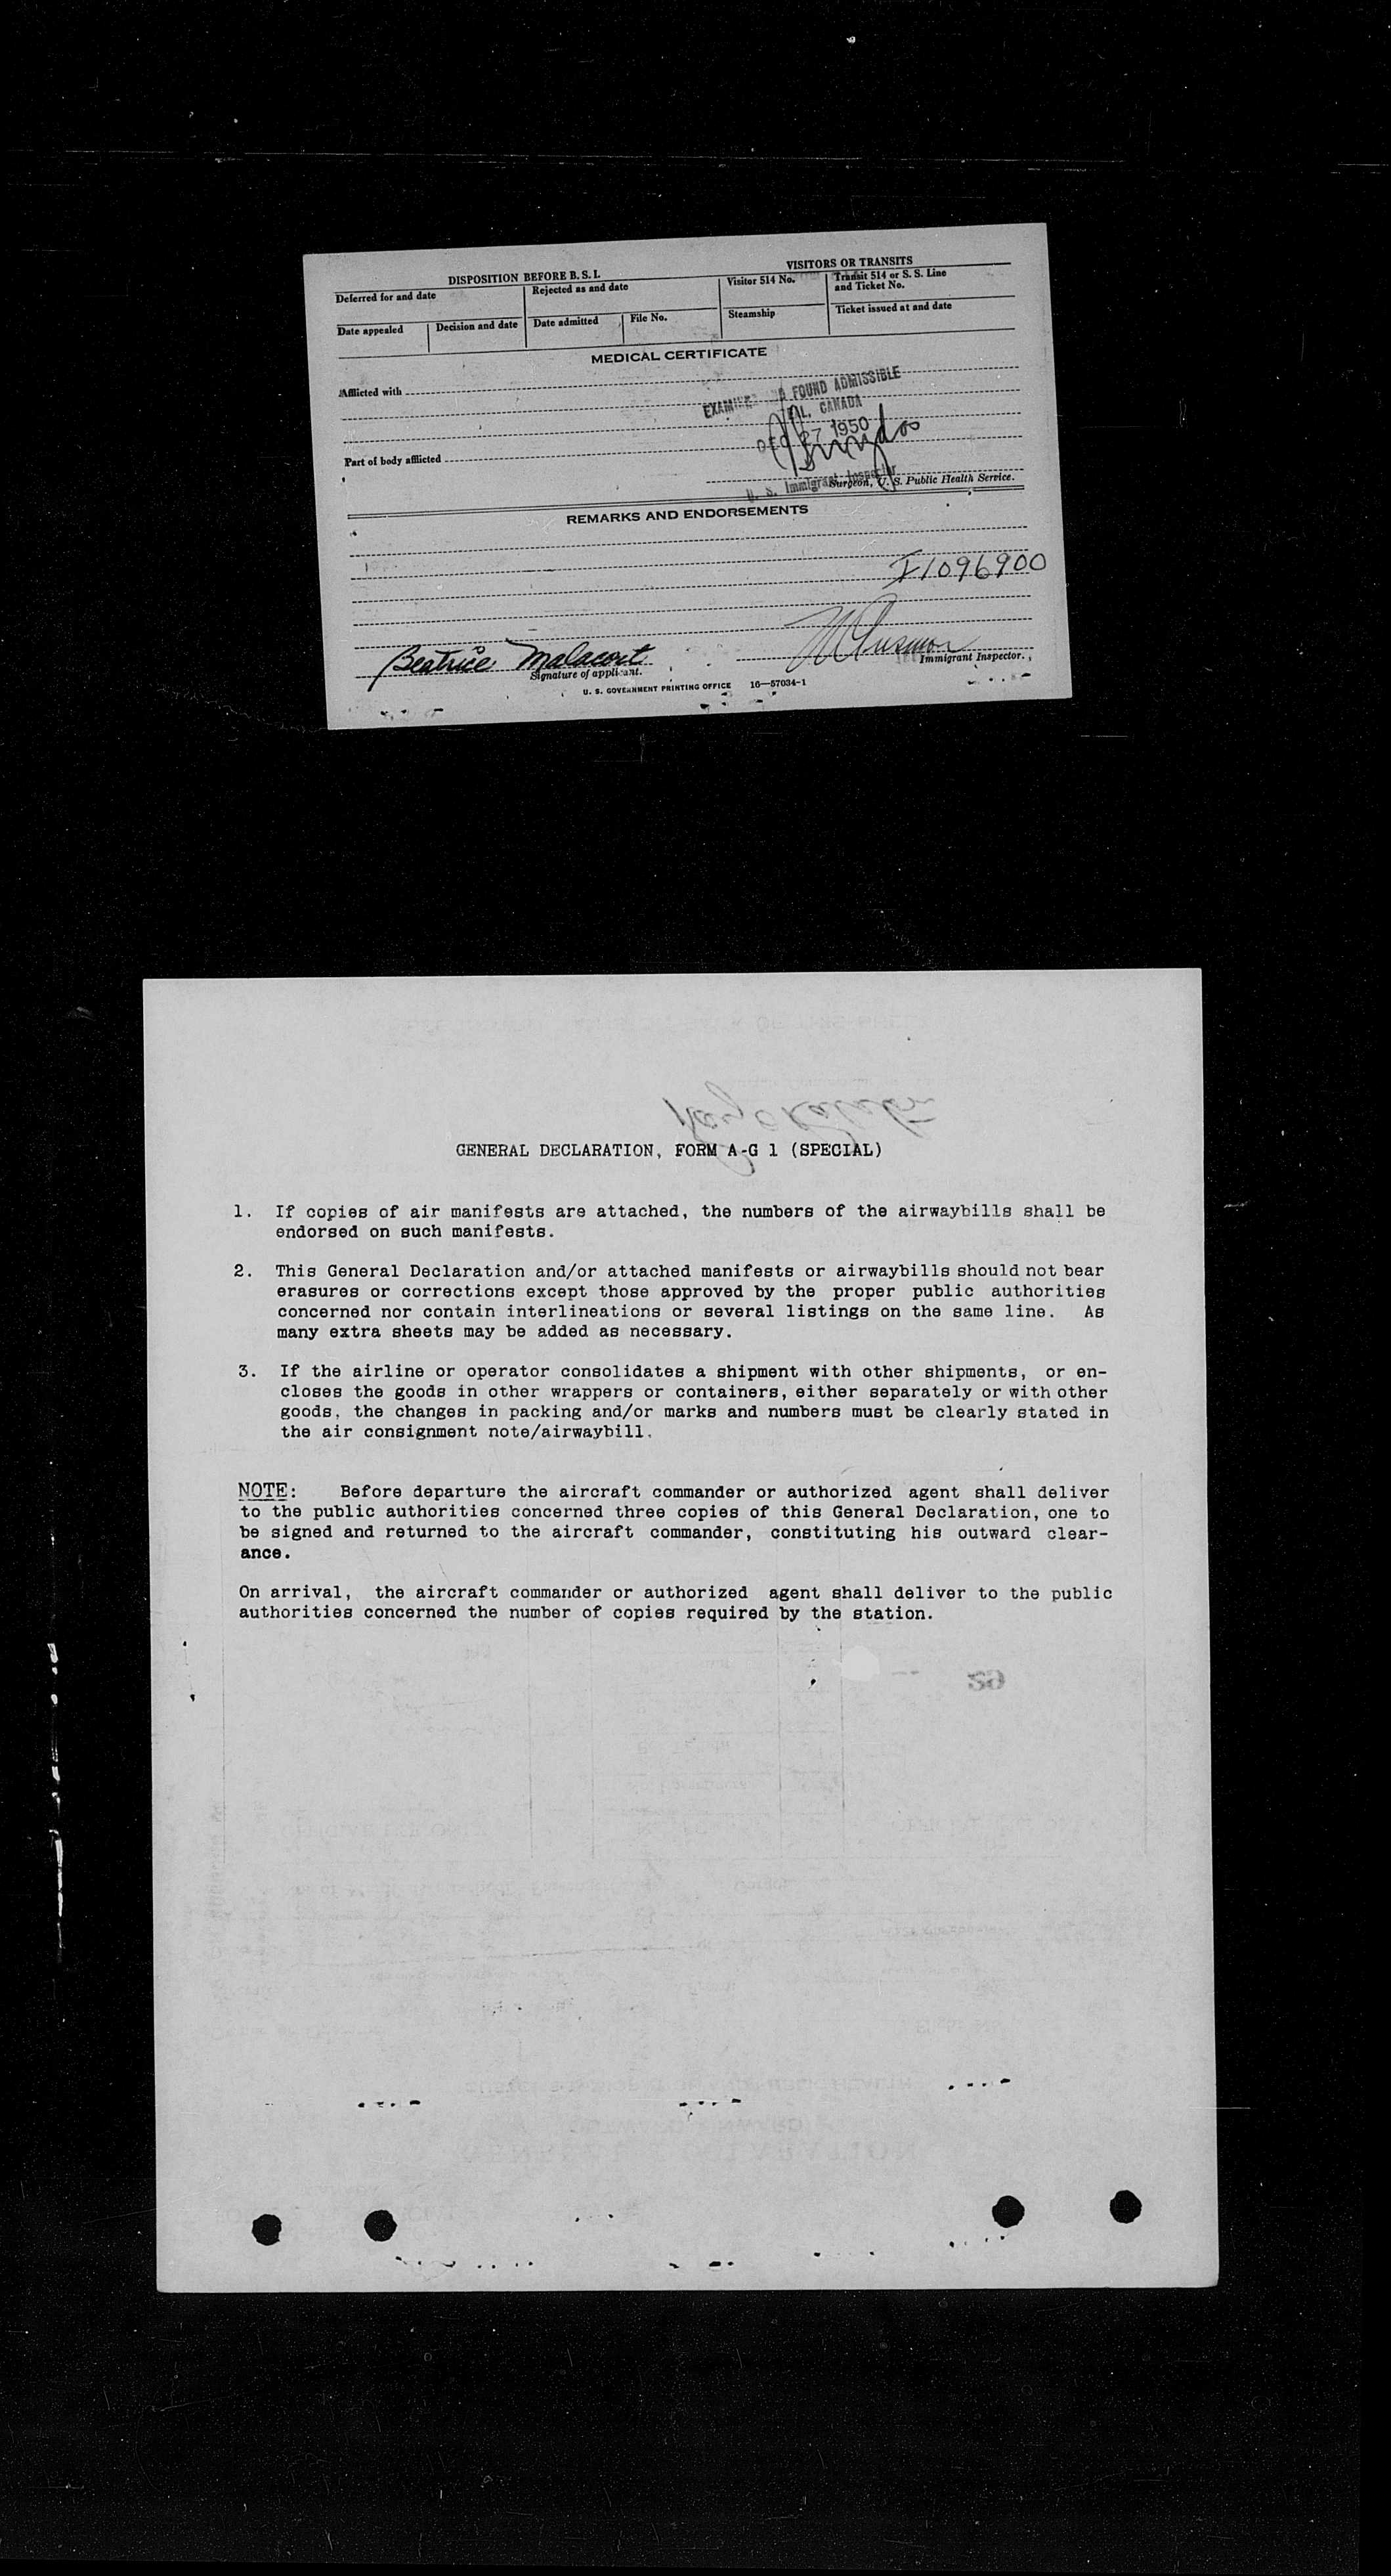 DISPOSITION BEFORE B. S. I.
VISITORS OR TRANSITS
Deferred for and date
Rejected as and date
Visitor 514 No.
Transit 514 or S. S. Line
and Ticket No.
Date appealed
Decision and date
Date admitted
File No.
Steamship
Ticket issued at and date
MEDICAL CERTIFICATE
Afflicted with
FOUND ADMISSIBLE
CANADA
1950
Part of body afflicted
U. S. Immigrant Inspector
Surgeon, U. S. Public Health Service.
REMARKS AND ENDORSEMENTS
I1096900
Beatrice Malacort
Signature of applicant.
Immigrant Inspector.
U. S. GOVERNMENT PRINTING OFFICE 16—57034-1
GENERAL DECLARATION, FORM A-G 1 (SPECIAL)
1. If copies of air manifests are attached, the numbers of the airwaybills shall be
endorsed on such manifests.
2. This General Declaration and/or attached manifests or airwaybills should not bear
erasures or corrections except those approved by the proper public authorities
concerned nor contain interlineations or several listings on the same line. As
many extra sheets may be added as necessary.
3. If the airline or operator consolidates a shipment with other shipments, or en-
closes the goods in other wrappers or containers, either separately or with other
goods, the changes in packing and/or marks and numbers must be clearly stated in
the air consignment note/airwaybill.
NOTE: Before departure the aircraft commander or authorized agent shall deliver
to the public authorities concerned three copies of this General Declaration, one to
be signed and returned to the aircraft commander, constituting his outward clear-
ance.
On arrival, the aircraft commander or authorized agent shall deliver to the public
authorities concerned the number of copies required by the station.